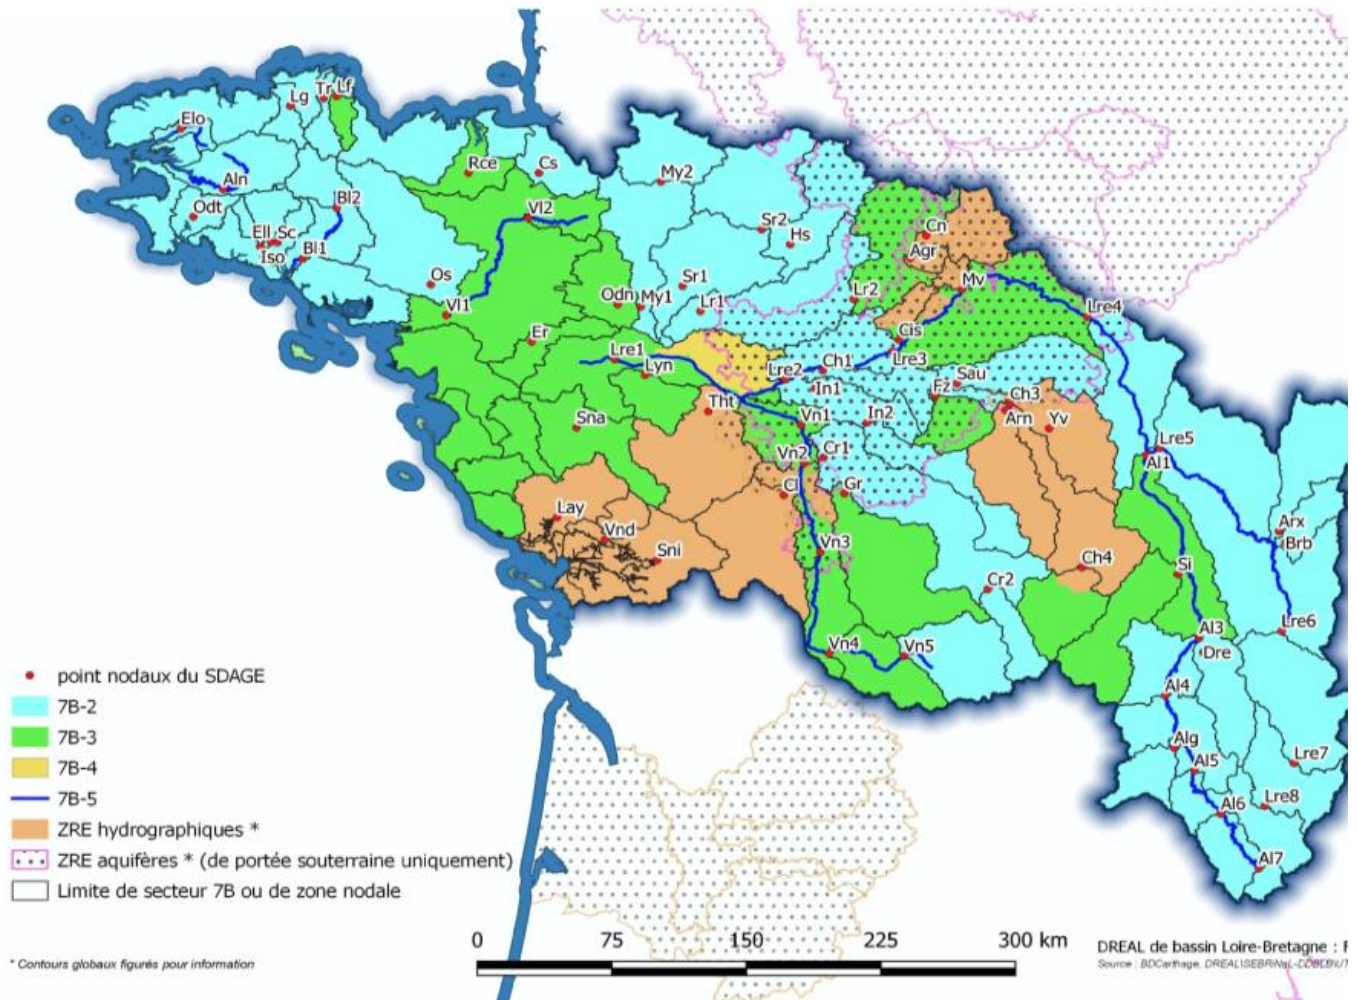 Lg
Tr
Lf
Elo
Rce
Cs
My2
Aln
Bl2
Odt
Vl2
Sr2
Hs
Cn
Ell
Sc
Iso
Bl1
Agr
Os
Sr1
Mv
Vl1
Odn
My1
Lr1
Lr2
Lre4
Er
Cis
Lre1
Lyn
Lre2
Ch1
Lre3
In1
Fz
Sau
Ch3
Arn
Yv
Tht
Sna
Vn1
In2
Vn2
Cr1
Lre5
Al1
Cl
Gr
Lay
Vnd
Sni
Vn3
Arx
Brb
Ch4
Si
Cr2
Vn4
Vn5
Al3
Dre
Lre6
Al4
Alg
Al5
Lre7
Al6
Lre8
Al7
point nodaux du SDAGE
7B-2
7B-3
7B-4
7B-5
ZRE hydrographiques *
ZRE aquifères * (de portée souterraine uniquement)
Limite de secteur 7B ou de zone nodale
0 75 150 225 300 km
* Contours globaux figurés pour information
DREAL de bassin Loire-Bretagne : F
Source : BDCarthage,